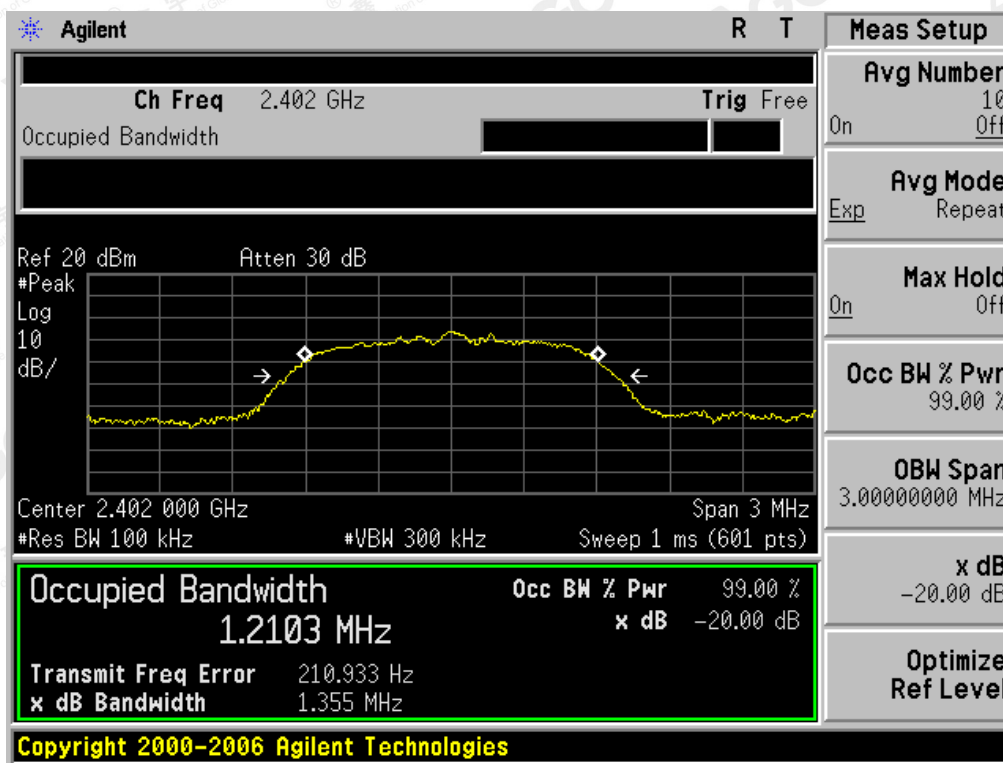 Agilent R T
Ch Freq 2.402 GHz Trig Free
Occupied Bandwidth
Ref 20 dBm Atten 30 dB
#Peak
Log
10
dB/
Center 2.402 000 GHz Span 3 MHz
#Res BW 100 kHz #VBW 300 kHz Sweep 1 ms (601 pts)
Occupied Bandwidth Occ BW % Pwr 99.00 %
1.2103 MHz x dB -20.00 dB
Transmit Freq Error 210.933 Hz
x dB Bandwidth 1.355 MHz
Copyright 2000-2006 Agilent Technologies
Meas Setup
Avg Number
10
On Off
Avg Mode
Exp Repeat
Max Hold
On Off
Occ BW % Pwr
99.00 %
OBW Span
3.00000000 MHz
x dB
-20.00 dB
Optimize
Ref Level